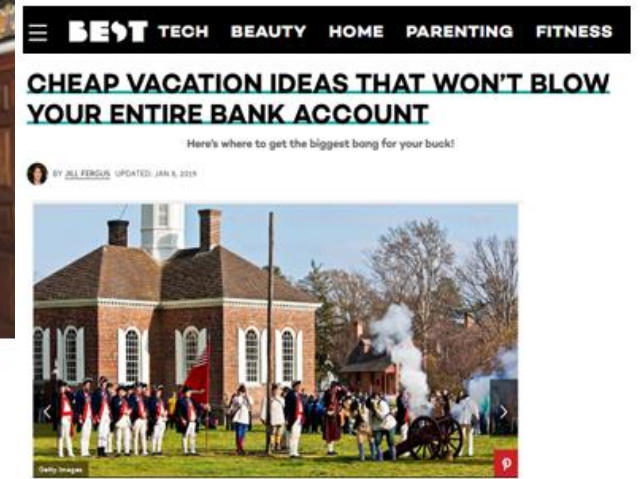 BEST TECH BEAUTY HOME PARENTING FITNESS
CHEAP VACATION IDEAS THAT WON'T BLOW
YOUR ENTIRE BANK ACCOUNT
Here's where to get the biggest bang for your buck!
BY JILL FERGUS UPDATED: JAN 8, 2019
Getty Images